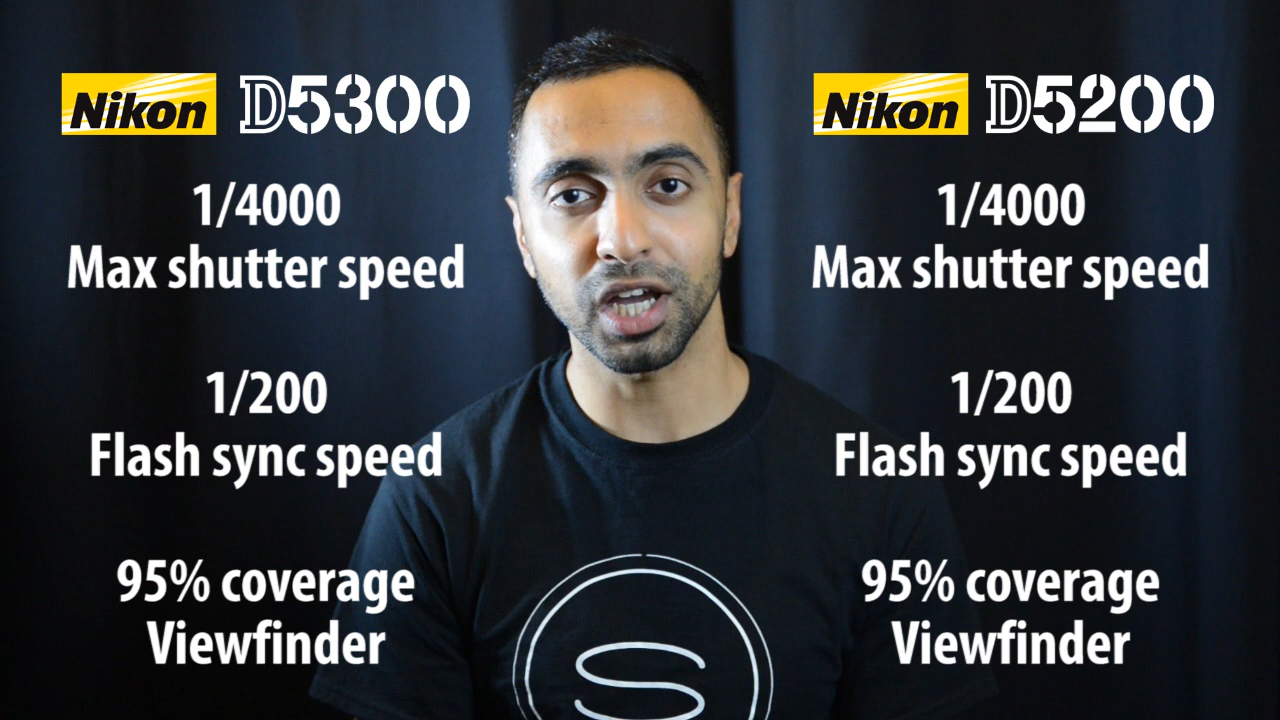 Nikon D5300
1/4000
Max shutter speed
1/200
Flash sync speed
95% coverage
Viewfinder
Nikon D5200
1/4000
Max shutter speed
1/200
Flash sync speed
95% coverage
Viewfinder
S